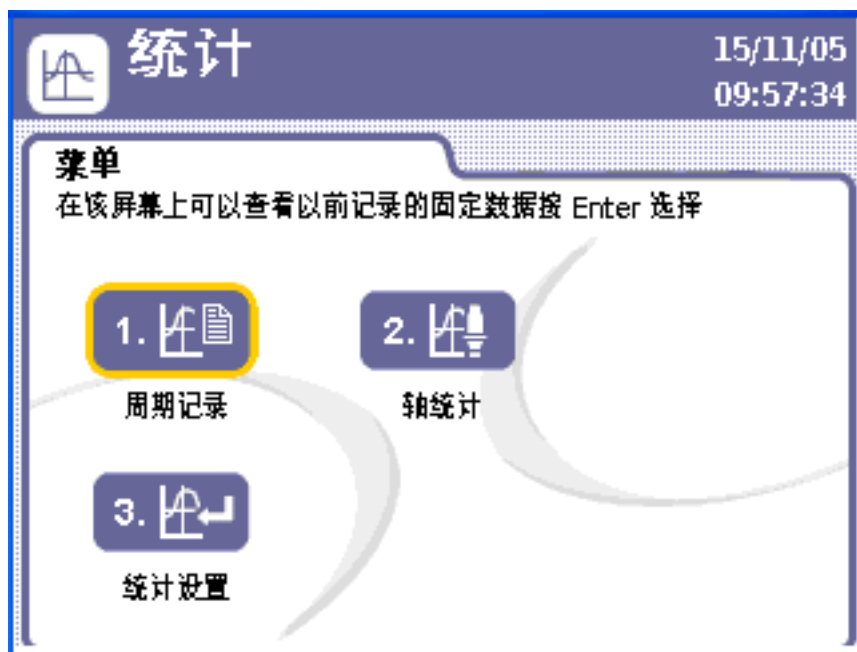 统计
15/11/05
09:57:34
菜单
在该屏幕上可以查看以前记录的固定数据按 Enter 选择
1.
2.
周期记录
轴统计
3.
统计设置